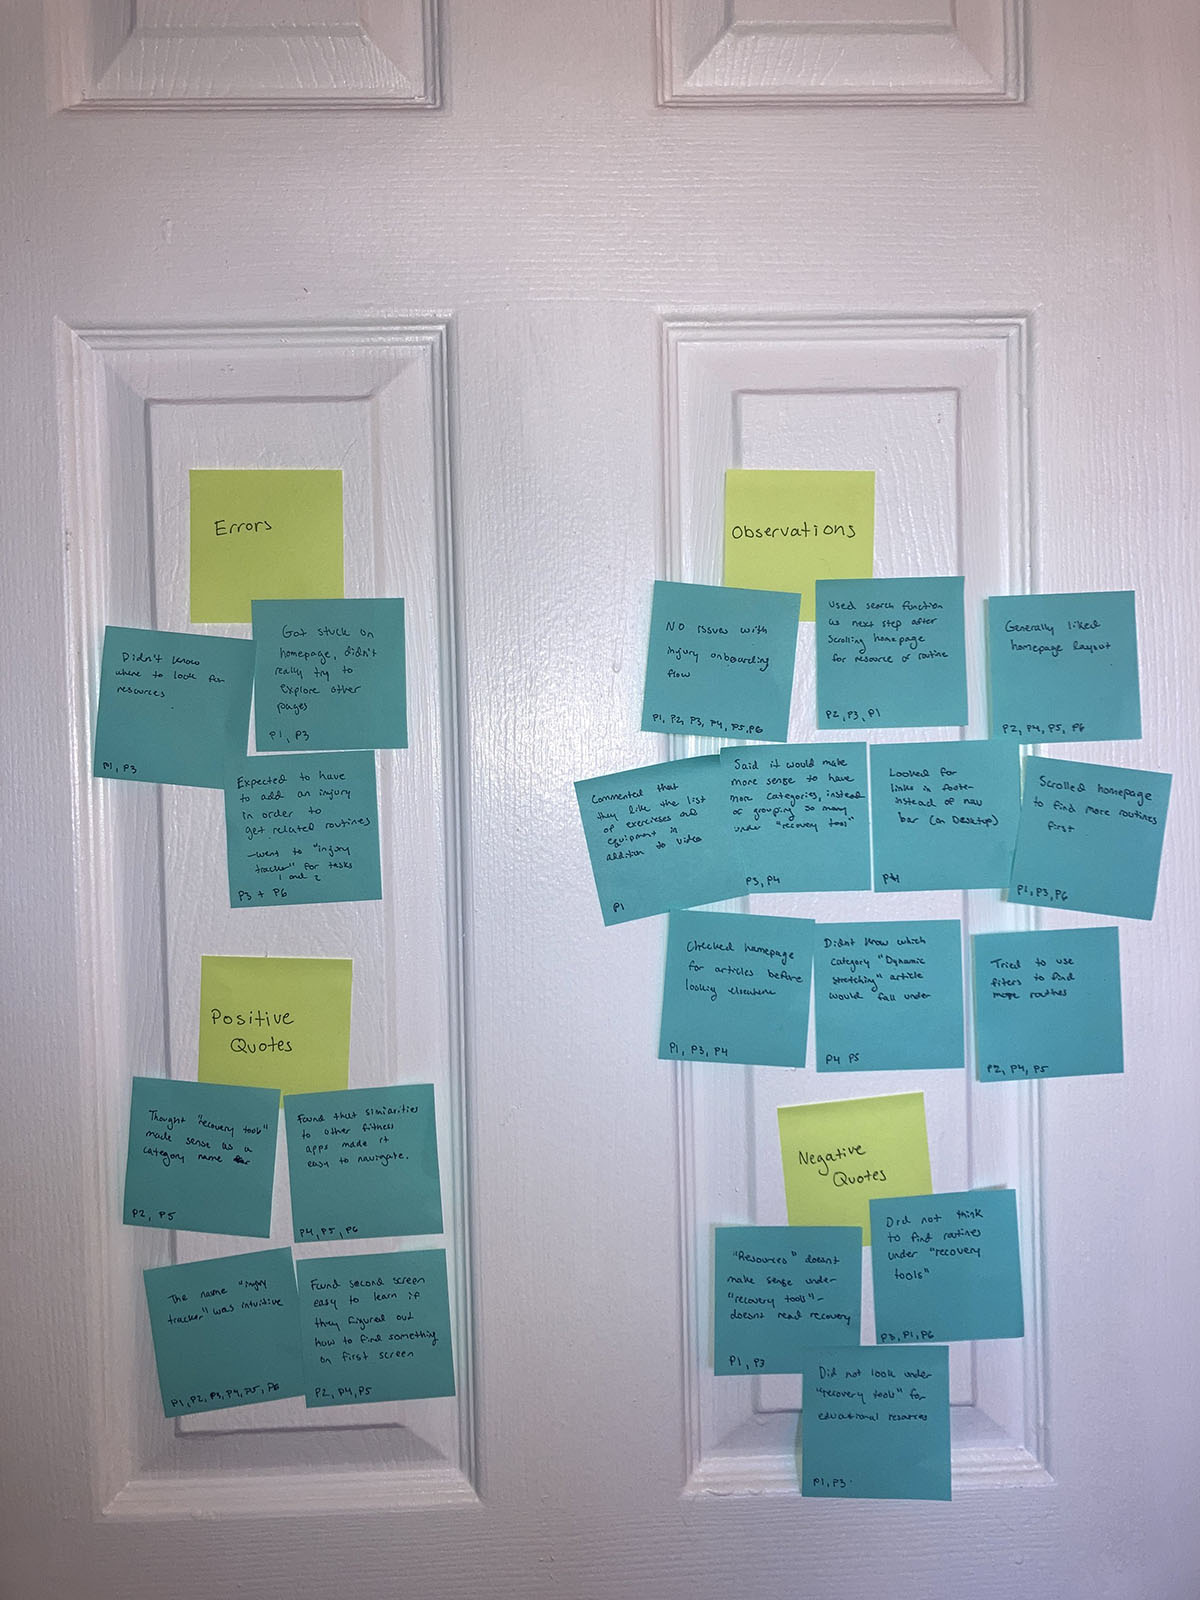 Errors
Didn't know
where to look for
resources
P1, P3
Got stuck on
homepage, didn't
really try to
explore other
pages
P1, P3
Expected to have
to add an injury
in order to
get related routines
-went to "injury
tracker" for tasks
1 and 2
P3 + P6
Positive
Quotes
Thought "recovery tools"
made sense as a
category name
P2, P5
Found that similarities
to other fitness
apps made it
easy to navigate.
P4, P5, P6
The name "injury
tracker" was intuitive
P1, P2, P3, P4, P5, P6
Found second screen
easy to learn if
they figured out
how to find something
on first screen
P2, P4, P5
Observations
No issues with
injury onboarding
flow
P1, P2, P3, P4, P5, P6
Used search function
as next step after
scrolling homepage
for resource or routine
P2, P3, P1
Generally liked
homepage layout
P2, P4, P5, P6
Commented that
they like the list
of exercises and
equipment in
addition to video
P1
Said it would make
more sense to have
more categories, instead
of grouping so many
under "recovery tool"
P3, P4
Looked for
links in footer
instead of nav
bar (on Desktop)
Scrolled homepage
to find more routines
first
P1, P3, P6
Checked homepage
for articles before
looking elsewhere
P1, P3, P4
Didnt know which
category "Dynamic
stretching" article
would fall under
P4 P5
Tried to use
filters to find
more routines
P2, P4, P5
Negative
Quotes
"Resources" doesnt
make sense under
"recovery tools"-
doesnt read recovery
P1, P3
Did not think
to find routines
under "recovery
tools"
P3, P1, P6
Did not look under
"recovery tools" for
educational resources
P1, P3